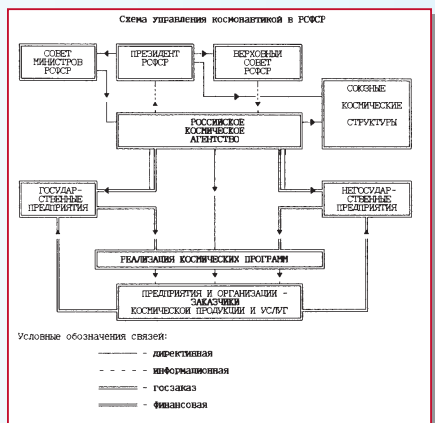 Схема управления космонавтикой в РСФСР
СОВЕТ
МИНИСТРОВ
РСФСР
ПРЕЗИДЕНТ
РСФСР
ВЕРХОВНЫЙ
СОВЕТ
РСФСР
СОЮЗНЫЕ
КОСМИЧЕСКИЕ
СТРУКТУРЫ
РОССИЙСКОЕ
КОСМИЧЕСКОЕ
АГЕНТСТВО
ГОСУДАР-
СТВЕННЫЕ
ПРЕДПРИЯТИЯ
НЕГОСУДАР-
СТВЕННЫЕ
ПРЕДПРИЯТИЯ
РЕАЛИЗАЦИЯ КОСМИЧЕСКИХ ПРОГРАММ
ПРЕДПРИЯТИЯ И ОРГАНИЗАЦИИ -
ЗАКАЗЧИКИ
КОСМИЧЕСКОЙ ПРОДУКЦИИ И УСЛУГ
Условные обозначения связей:
- директивная
- информационная
- госзаказ
- финансовая